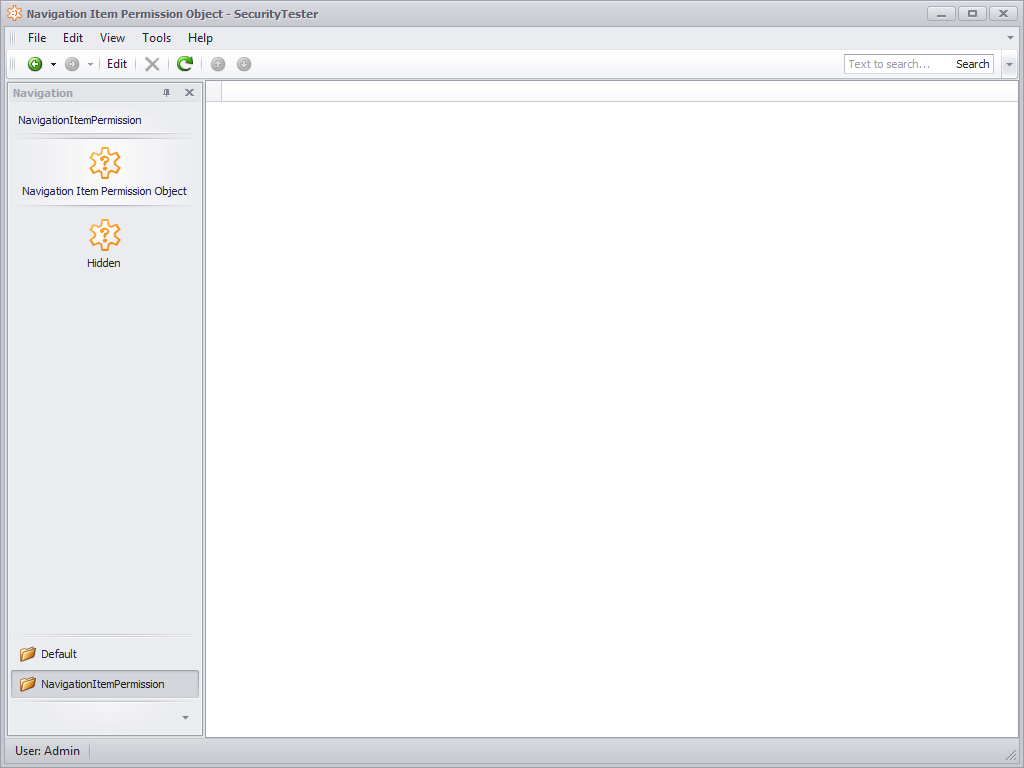 Navigation Item Permission Object - SecurityTester
File Edit View Tools Help
Edit Text to search... Search
Navigation
NavigationItemPermission
Navigation Item Permission Object
Hidden
Default
NavigationItemPermission
User: Admin